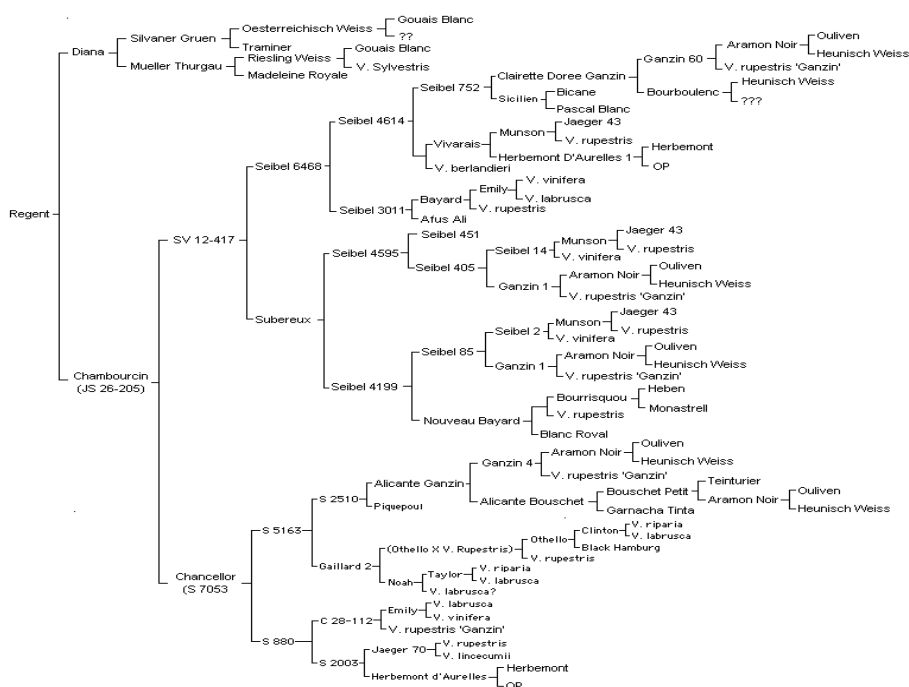 Gouais Blanc
Oesterreichisch Weiss
??
Silvaner Gruen
Traminer
Diana
Gouais Blanc
Riesling Weiss
V. Sylvestris
Mueller Thurgau
Madeleine Royale
Ouliven
Aramon Noir
Heunisch Weiss
Ganzin 60
V. rupestris 'Ganzin'
Clairette Doree Ganzin
Heunisch Weiss
Bourboulenc
???
Seibel 752
Bicane
Sicilien
Pascal Blanc
Seibel 4614
Jaeger 43
Munson
V. rupestris
Vivarais
Herbemont
Herbemont D'Aurelles 1
OP
V. berlandieri
Seibel 6468
V. vinifera
Emily
V. labrusca
Bayard
V. rupestris
Seibel 3011
Afus Ali
Regent
SV 12-417
Seibel 451
Seibel 4595
Jaeger 43
Munson
V. rupestris
Seibel 14
V. vinifera
Seibel 405
Ouliven
Aramon Noir
Heunisch Weiss
Ganzin 1
V. rupestris 'Ganzin'
Subereux
Jaeger 43
Munson
V. rupestris
Seibel 2
V. vinifera
Seibel 85
Ouliven
Aramon Noir
Heunisch Weiss
Ganzin 1
V. rupestris 'Ganzin'
Seibel 4199
Heben
Bourrisquou
Monastrell
V. rupestris
Nouveau Bayard
Blanc Royal
Chambourcin
(JS 26-205)
Ouliven
Aramon Noir
Heunisch Weiss
Ganzin 4
V. rupestris 'Ganzin'
Alicante Ganzin
Teinturier
Bouschet Petit
Ouliven
Aramon Noir
Heunisch Weiss
Alicante Bouschet
Garnacha Tinta
S 2510
Piquepoul
S 5163
V. riparia
Clinton
V. labrusca
Othello
Black Hamburg
(Othello X V. Rupestris)
V. rupestris
Gaillard 2
V. riparia
Taylor
V. labrusca
Noah
V. labrusca?
Chancellor
(S 7053
V. labrusca
Emily
V. vinifera
C 28-112
V. rupestris 'Ganzin'
S 880
V. rupestris
Jaeger 70
V. lincecumii
S 2003
Herbemont
Herbemont d'Aurelles
OP